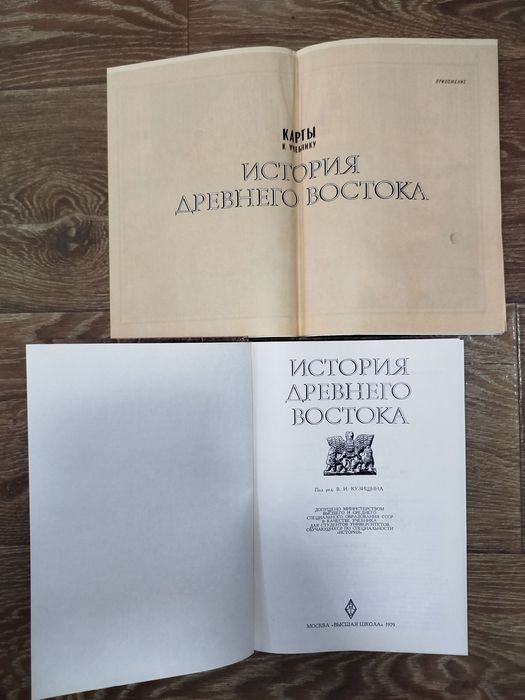 ПРИЛОЖЕНИЕ
КАРТЫ
К УЧЕБНИКУ
ИСТОРИЯ
ДРЕВНЕГО ВОСТОКА
ИСТОРИЯ
ДРЕВНЕГО
ВОСТОКА
Под ред. В. И. КУЗИЩИНА
ДОПУЩЕНО МИНИСТЕРСТВОМ
ВЫСШЕГО И СРЕДНЕГО
СПЕЦИАЛЬНОГО ОБРАЗОВАНИЯ СССР
В КАЧЕСТВЕ УЧЕБНИКА
ДЛЯ СТУДЕНТОВ УНИВЕРСИТЕТОВ,
ОБУЧАЮЩИХСЯ ПО СПЕЦИАЛЬНОСТИ
«ИСТОРИЯ»
МОСКВА «ВЫСШАЯ ШКОЛА» 1979